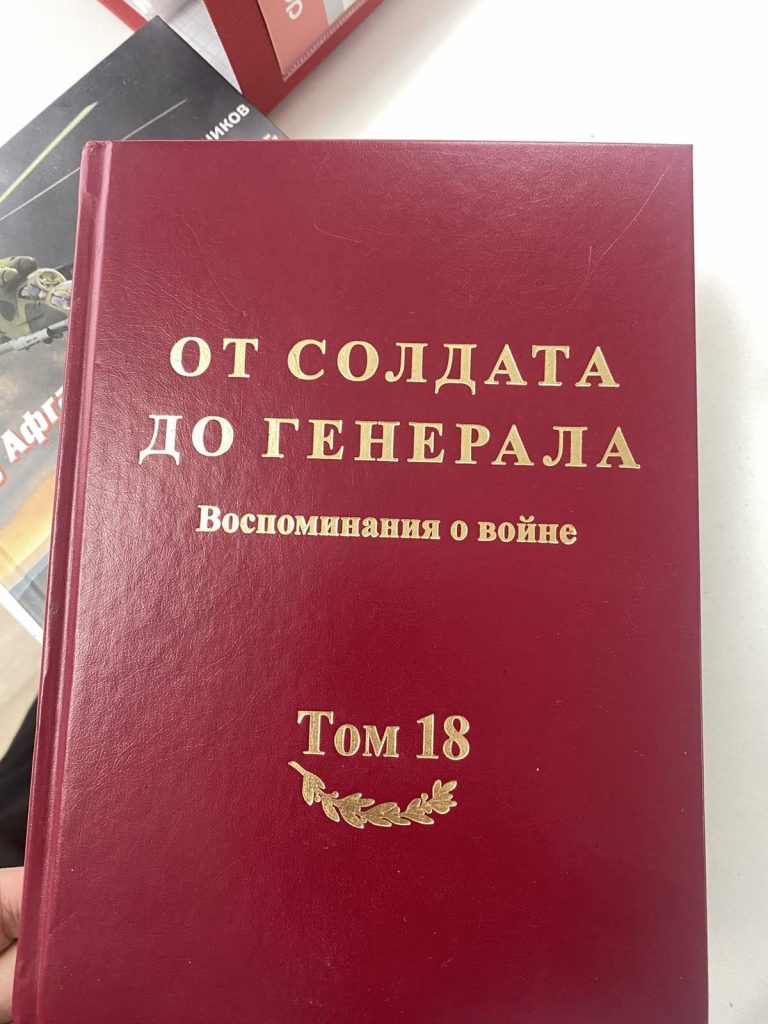 ОТ СОЛДАТА
ДО ГЕНЕРАЛА
Воспоминания о войне
Том 18